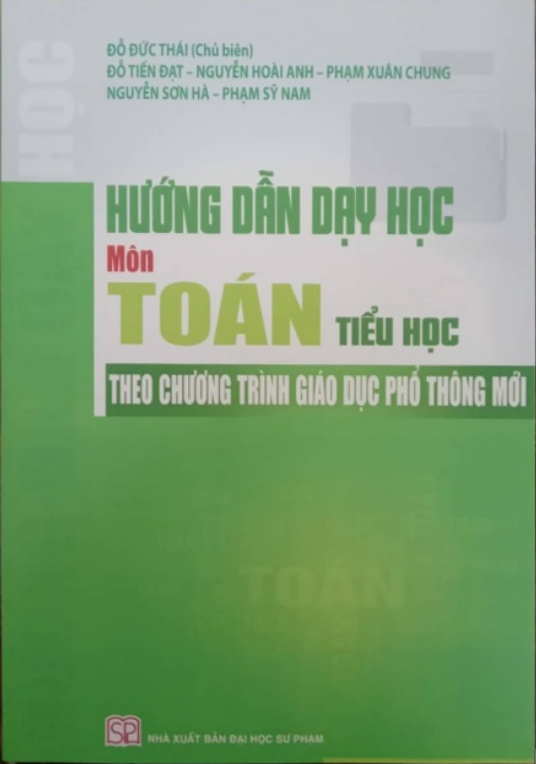 HỌC
ĐỖ ĐỨC THÁI (Chủ biên)
ĐỖ TIẾN ĐẠT – NGUYỄN HOÀI ANH – PHẠM XUÂN CHUNG
NGUYỄN SƠN HÀ – PHẠM SỸ NAM
HƯỚNG DẪN DẠY HỌC
Môn
TOÁN TIỂU HỌC
THEO CHƯƠNG TRÌNH GIÁO DỤC PHỔ THÔNG MỚI
TOÁN
SP NHÀ XUẤT BẢN ĐẠI HỌC SƯ PHẠM